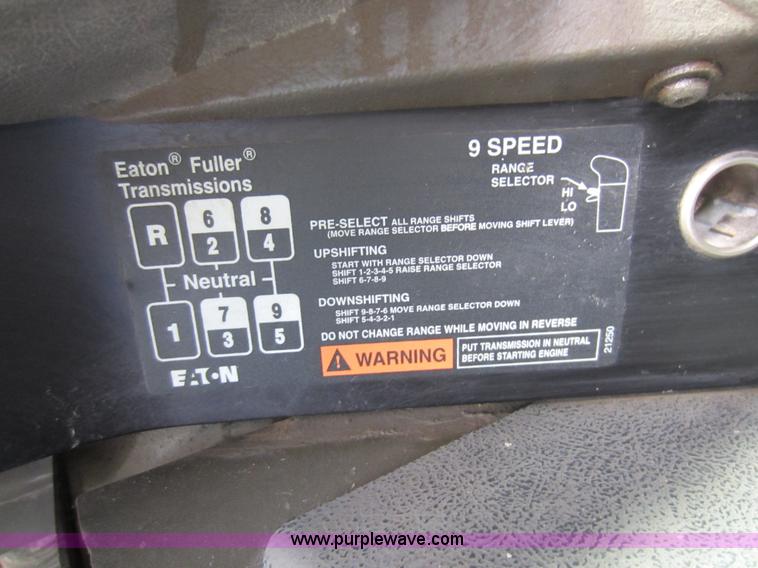 Eaton® Fuller®
Transmissions
R 6 8
2 4
Neutral
1 7 9
3 5
EATON
9 SPEED
RANGE
SELECTOR
HI
LO
PRE-SELECT ALL RANGE SHIFTS
(MOVE RANGE SELECTOR BEFORE MOVING SHIFT LEVER)
UPSHIFTING
START WITH RANGE SELECTOR DOWN
SHIFT 1-2-3-4-5 RAISE RANGE SELECTOR
SHIFT 6-7-8-9
DOWNSHIFTING
SHIFT 9-8-7-6 MOVE RANGE SELECTOR DOWN
SHIFT 5-4-3-2-1
DO NOT CHANGE RANGE WHILE MOVING IN REVERSE
WARNING
PUT TRANSMISSION IN NEUTRAL
BEFORE STARTING ENGINE
21250
www.purplewave.com